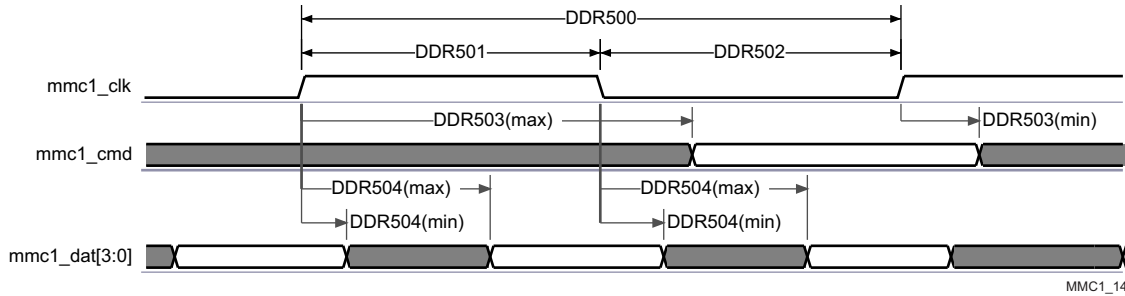 DDR500
DDR501 DDR502
mmc1_clk
DDR503(max) DDR503(min)
mmc1_cmd
DDR504(max) DDR504(max)
DDR504(min) DDR504(min)
mmc1_dat[3:0]
MMC1_14